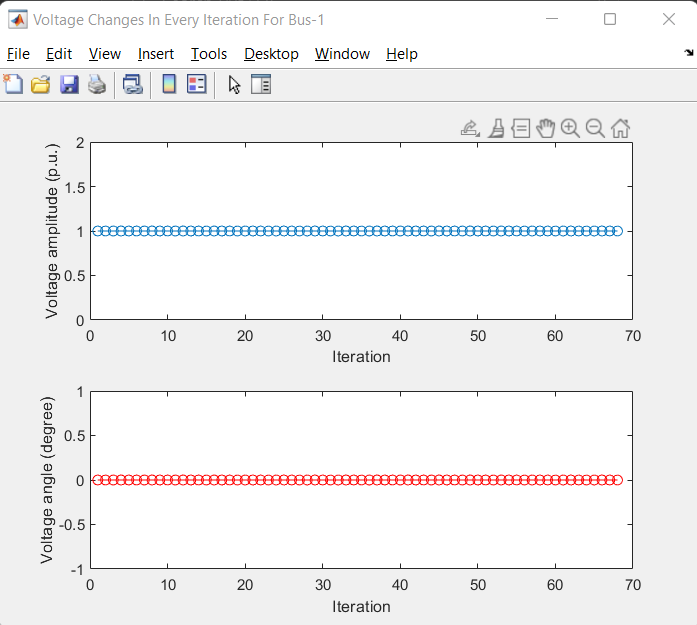 Voltage Changes In Every Iteration For Bus-1
File Edit View Insert Tools Desktop Window Help
2
1.5
1
0.5
0
Voltage amplitude (p.u.)
0 10 20 30 40 50 60 70
Iteration
1
0.5
0
-0.5
-1
Voltage angle (degree)
0 10 20 30 40 50 60 70
Iteration